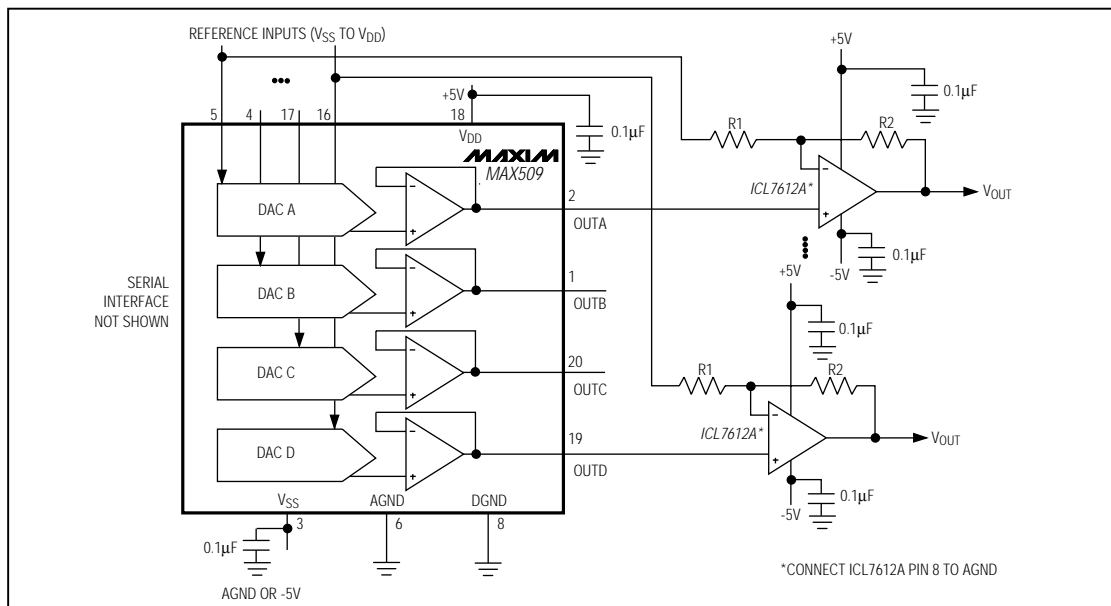 REFERENCE INPUTS (VSS TO VDD)
•••
5
4
17
16
+5V
18
VDD
0.1μF
MAXIM
MAX509
DAC A
DAC B
DAC C
DAC D
SERIAL
INTERFACE
NOT SHOWN
-
+
-
+
-
+
-
+
2
OUTA
1
OUTB
20
OUTC
19
OUTD
VSS
3
AGND
6
DGND
8
0.1μF
AGND OR -5V
+5V
0.1μF
R1
R2
-
+
ICL7612A*
VOUT
0.1μF
-5V
+5V
0.1μF
R1
R2
-
+
ICL7612A*
VOUT
0.1μF
-5V
*CONNECT ICL7612A PIN 8 TO AGND